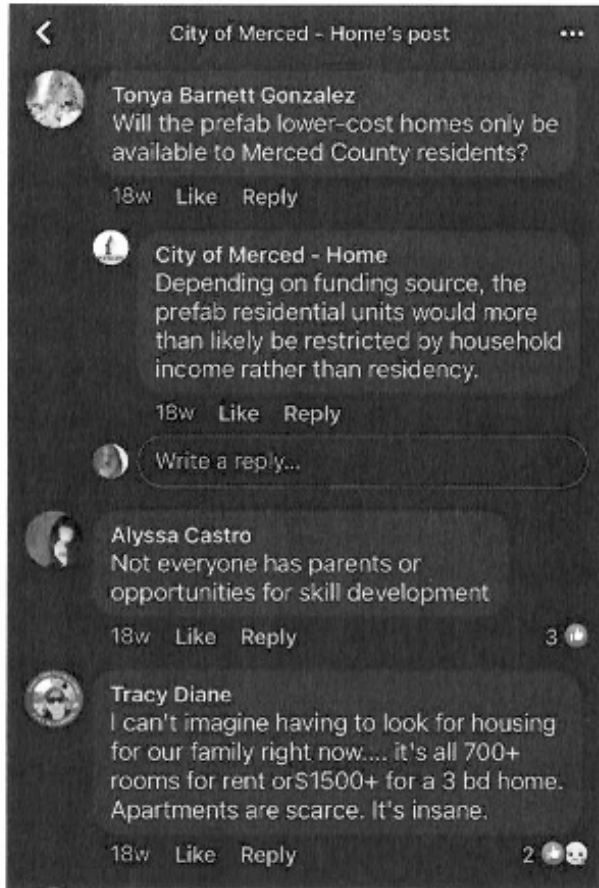 City of Merced - Home's post
Tonya Barnett Gonzalez
Will the prefab lower-cost homes only be
available to Merced County residents?
18w Like Reply
City of Merced - Home
Depending on funding source, the
prefab residential units would more
than likely be restricted by household
income rather than residency.
18w Like Reply
Write a reply...
Alyssa Castro
Not everyone has parents or
opportunities for skill development
18w Like Reply 3
Tracy Diane
I can't imagine having to look for housing
for our family right now.... it's all 700+
rooms for rent or$1500+ for a 3 bd home.
Apartments are scarce. It's insane.
18w Like Reply 2